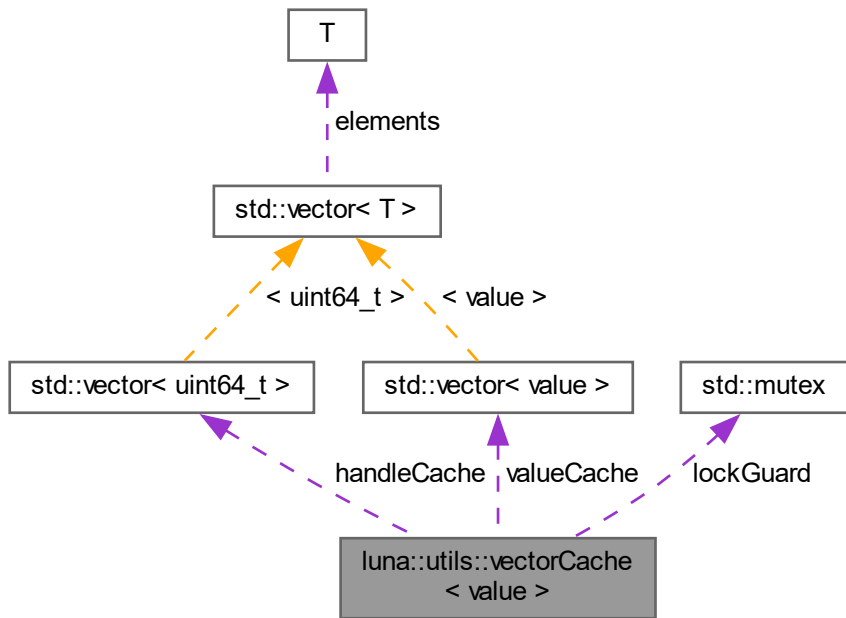 T
elements
std::vector< T >
< uint64_t >
< value >
std::vector< uint64_t >
std::vector< value >
std::mutex
handleCache
valueCache
lockGuard
luna::utils::vectorCache
< value >